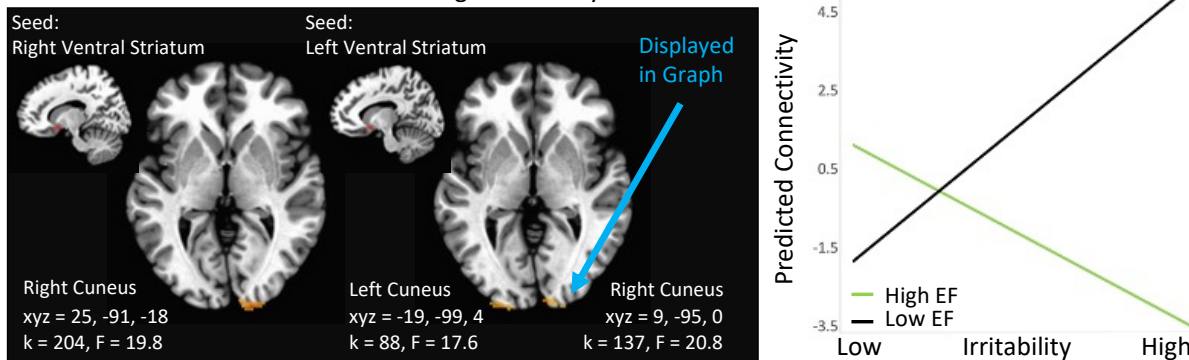 Seed:
Right Ventral Striatum
Seed:
Left Ventral Striatum
Displayed
in Graph
Right Cuneus
xyz = 25, -91, -18
k = 204, F = 19.8
Left Cuneus
xyz = -19, -99, 4
k = 88, F = 17.6
Right Cuneus
xyz = 9, -95, 0
k = 137, F = 20.8
Predicted Connectivity
4.5
2.5
0.5
-1.5
-3.5
High EF
Low EF
Low Irritability High